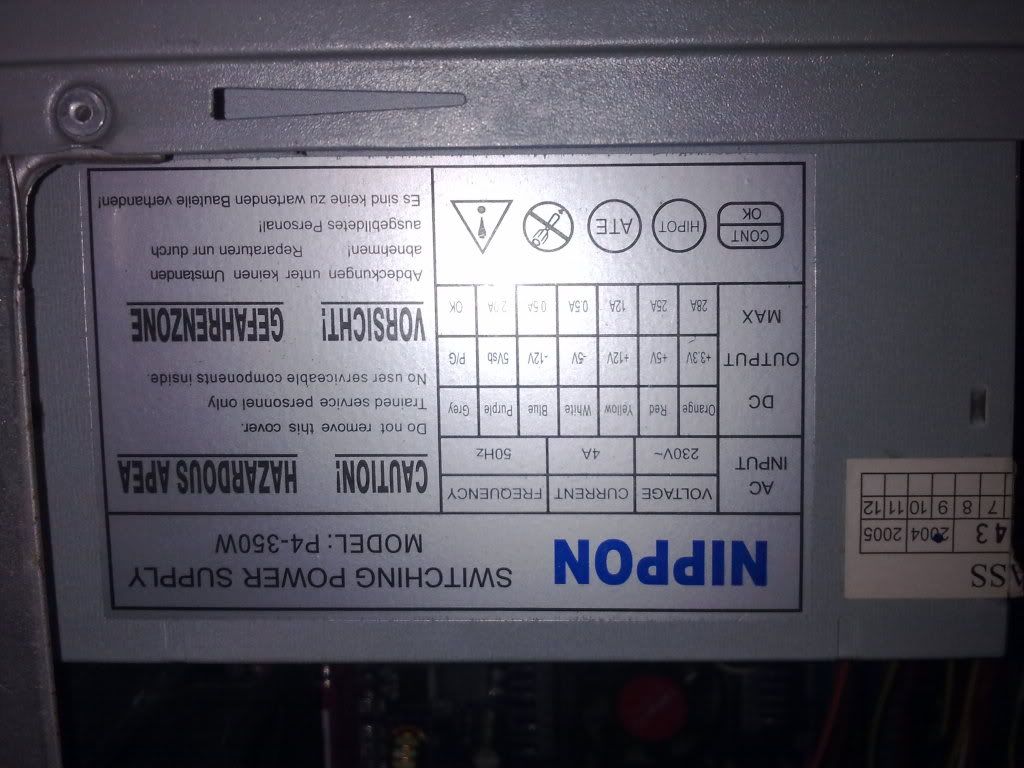 NIPPON
SWITCHING POWER SUPPLY
MODEL: P4-350W
AC INPUT
VOLTAGE CURRENT FREQUENCY
230V~ 4A 50Hz
DC OUTPUT
Orange Red Yellow White Blue Purple Grey
+3.3V +5V +12V -5V -12V 5Vsb P/G
MAX
28A 25A 12A 0.5A 0.5A 2.0A OK
CONT OK
HIPOT
ATE
CAUTION! HAZARDOUS APEA
Do not remove this cover.
Trained service personnel only
No user serviceable components inside.
VORSICHT! GEFAHRENZONE
Abdeckungen unter keinen Umstanden
abnehmen! Reparaturen unr durch
ausgebildetes Personal!
Es sind keine zu wartenden Bauteile verhanden!
ASS
43 2004 2005
7 8 9 10 11 12